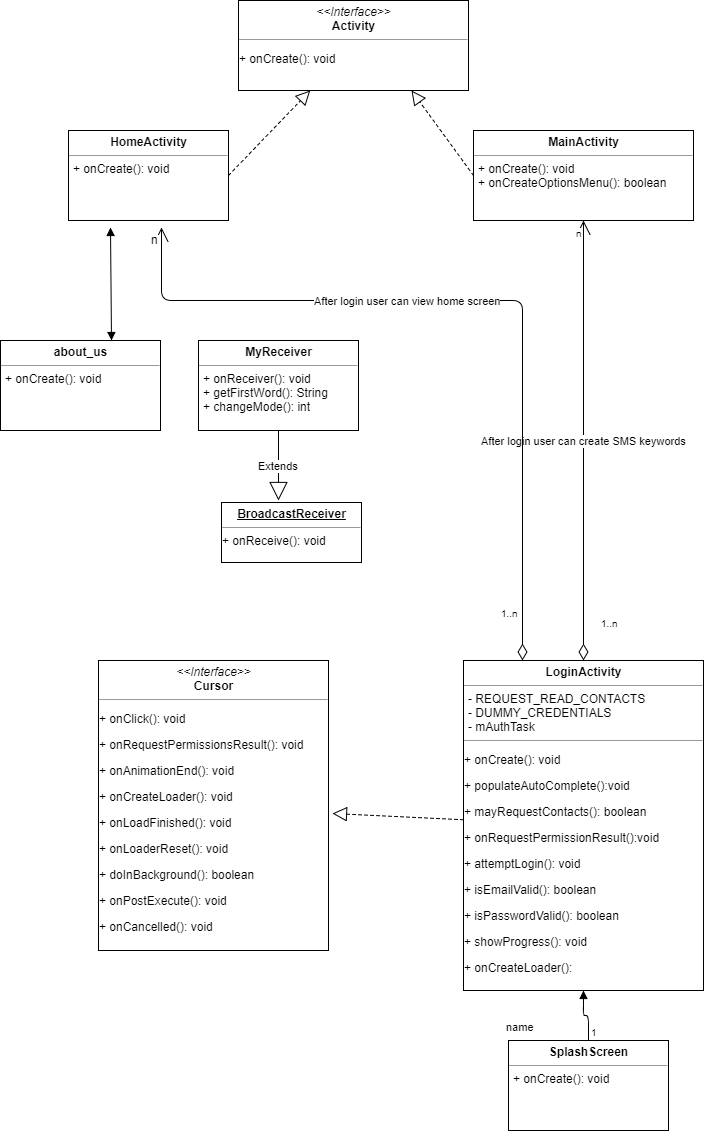 <<Interface>>
Activity
+ onCreate(): void
HomeActivity
+ onCreate(): void
MainActivity
+ onCreate(): void
+ onCreateOptionsMenu(): boolean
n
n
After login user can view home screen
about_us
+ onCreate(): void
MyReceiver
+ onReceiver(): void
+ getFirstWord(): String
+ changeMode(): int
After login user can create SMS keywords
Extends
BroadcastReceiver
+ onReceive(): void
1..n
1..n
<<Interface>>
Cursor
+ onClick(): void
+ onRequestPermissionsResult(): void
+ onAnimationEnd(): void
+ onCreateLoader(): void
+ onLoadFinished(): void
+ onLoaderReset(): void
+ doInBackground(): boolean
+ onPostExecute(): void
+ onCancelled(): void
LoginActivity
- REQUEST_READ_CONTACTS
- DUMMY_CREDENTIALS
- mAuthTask
+ onCreate(): void
+ populateAutoComplete():void
+ mayRequestContacts(): boolean
+ onRequestPermissionResult():void
+ attemptLogin(): void
+ isEmailValid(): boolean
+ isPasswordValid(): boolean
+ showProgress(): void
+ onCreateLoader():
name
1
SplashScreen
+ onCreate(): void